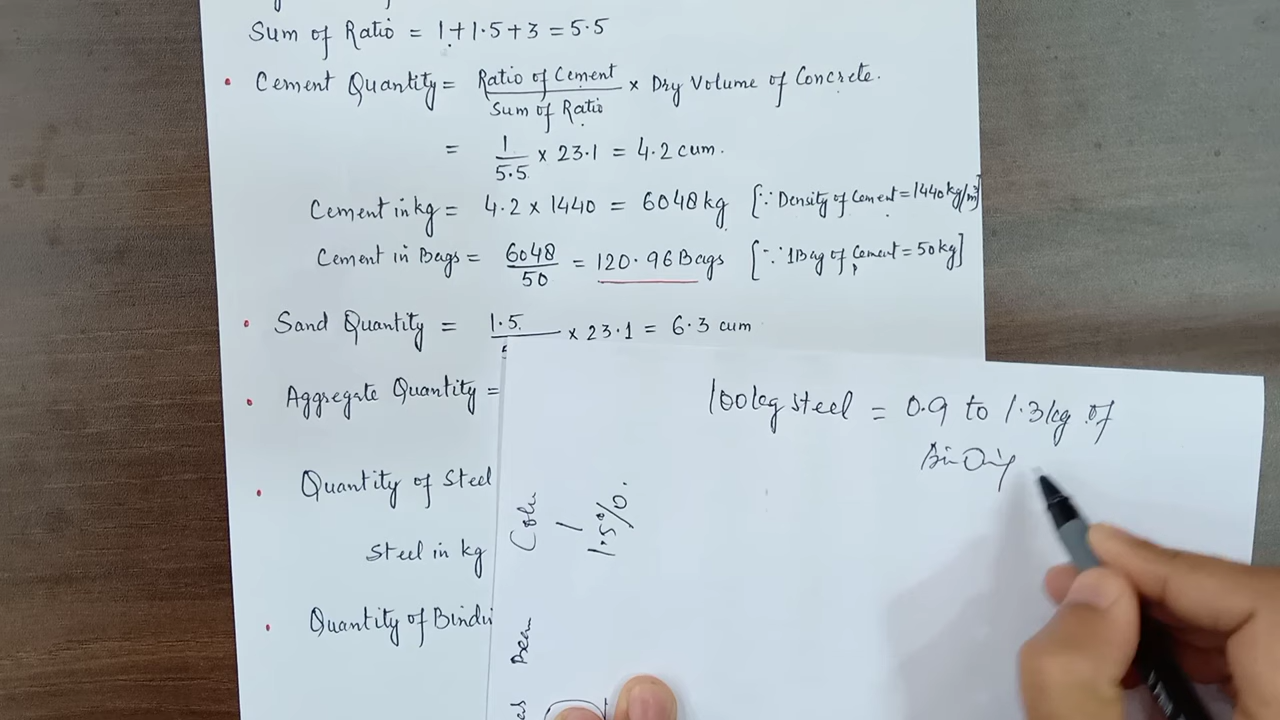 Sum of Ratio = 1+1.5+3 = 5.5
• Cement Quantity = Ratio of Cement / Sum of Ratio × Dry Volume of Concrete.
= 1 / 5.5 × 23.1 = 4.2 cum.
Cement in kg = 4.2 × 1440 = 6048 kg [∵ Density of Cement = 1440 kg/m³]
Cement in Bags = 6048 / 50 = 120.96 Bags [∵ 1 Bag of Cement = 50 kg]
• Sand Quantity = 1.5 × 23.1 = 6.3 cum
• Aggregate Quantity =
• Quantity of Steel
Steel in kg
• Quantity of Bindi
100kg steel = 0.9 to 1.3 kg of
Binding
1.5%.